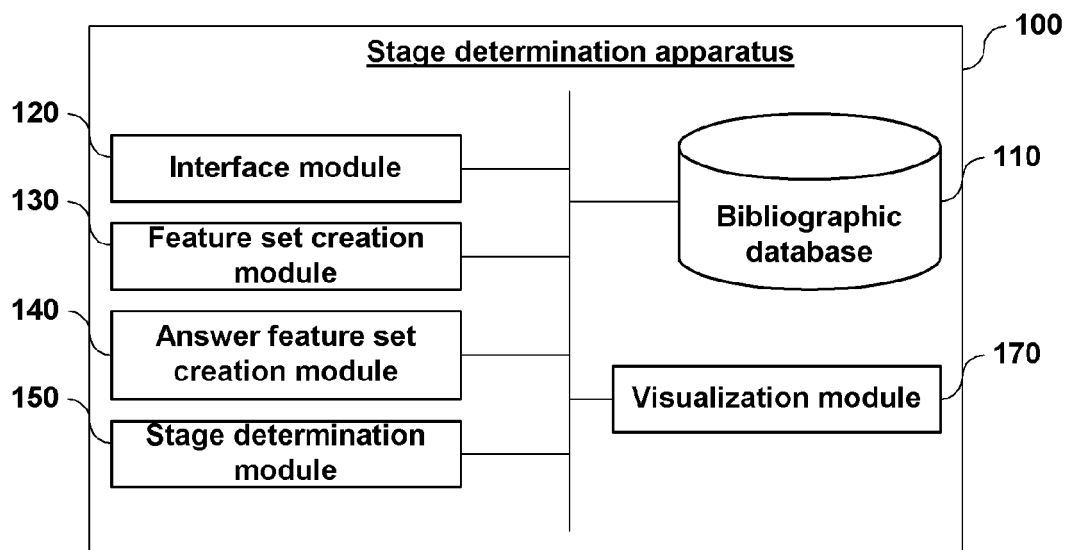 100
Stage determination apparatus
120
Interface module
130
Feature set creation
module
140
Answer feature set
creation module
150
Stage determination
module
110
Bibliographic
database
170
Visualization module